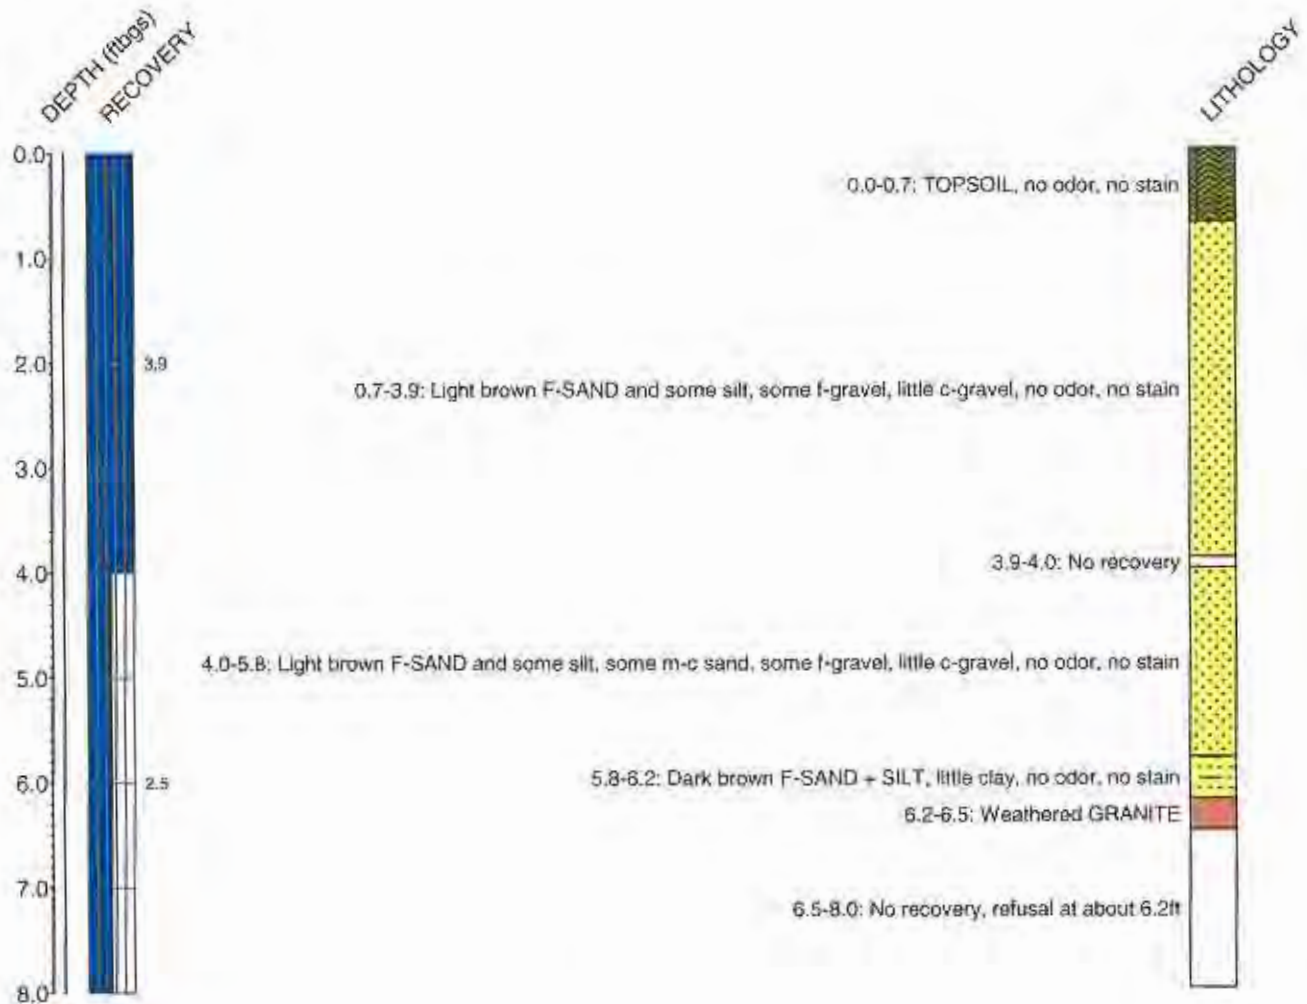 DEPTH (ftbgs)
RECOVERY
LITHOLOGY
0.0
0.0-0.7: TOPSOIL, no odor, no stain
1.0
2.0
3.9
0.7-3.9: Light brown F-SAND and some silt, some f-gravel, little c-gravel, no odor, no stain
3.0
3.9-4.0: No recovery
4.0
4.0-5.8: Light brown F-SAND and some silt, some m-c sand, some f-gravel, little c-gravel, no odor, no stain
5.0
5.8-6.2: Dark brown F-SAND + SILT, little clay, no odor, no stain
6.0
2.5
6.2-6.5: Weathered GRANITE
7.0
6.5-8.0: No recovery, refusal at about 6.2ft
8.0